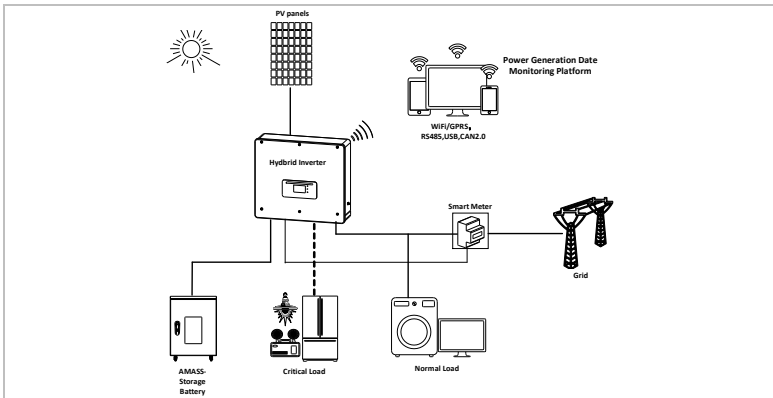 PV panels
Power Generation Date
Monitoring Platform
WiFi/GPRS,
RS485,USB,CAN2.0
Hydbrid Inverter
Smart Meter
Grid
AMASS-
Storage
Battery
Critical Load
Normal Load